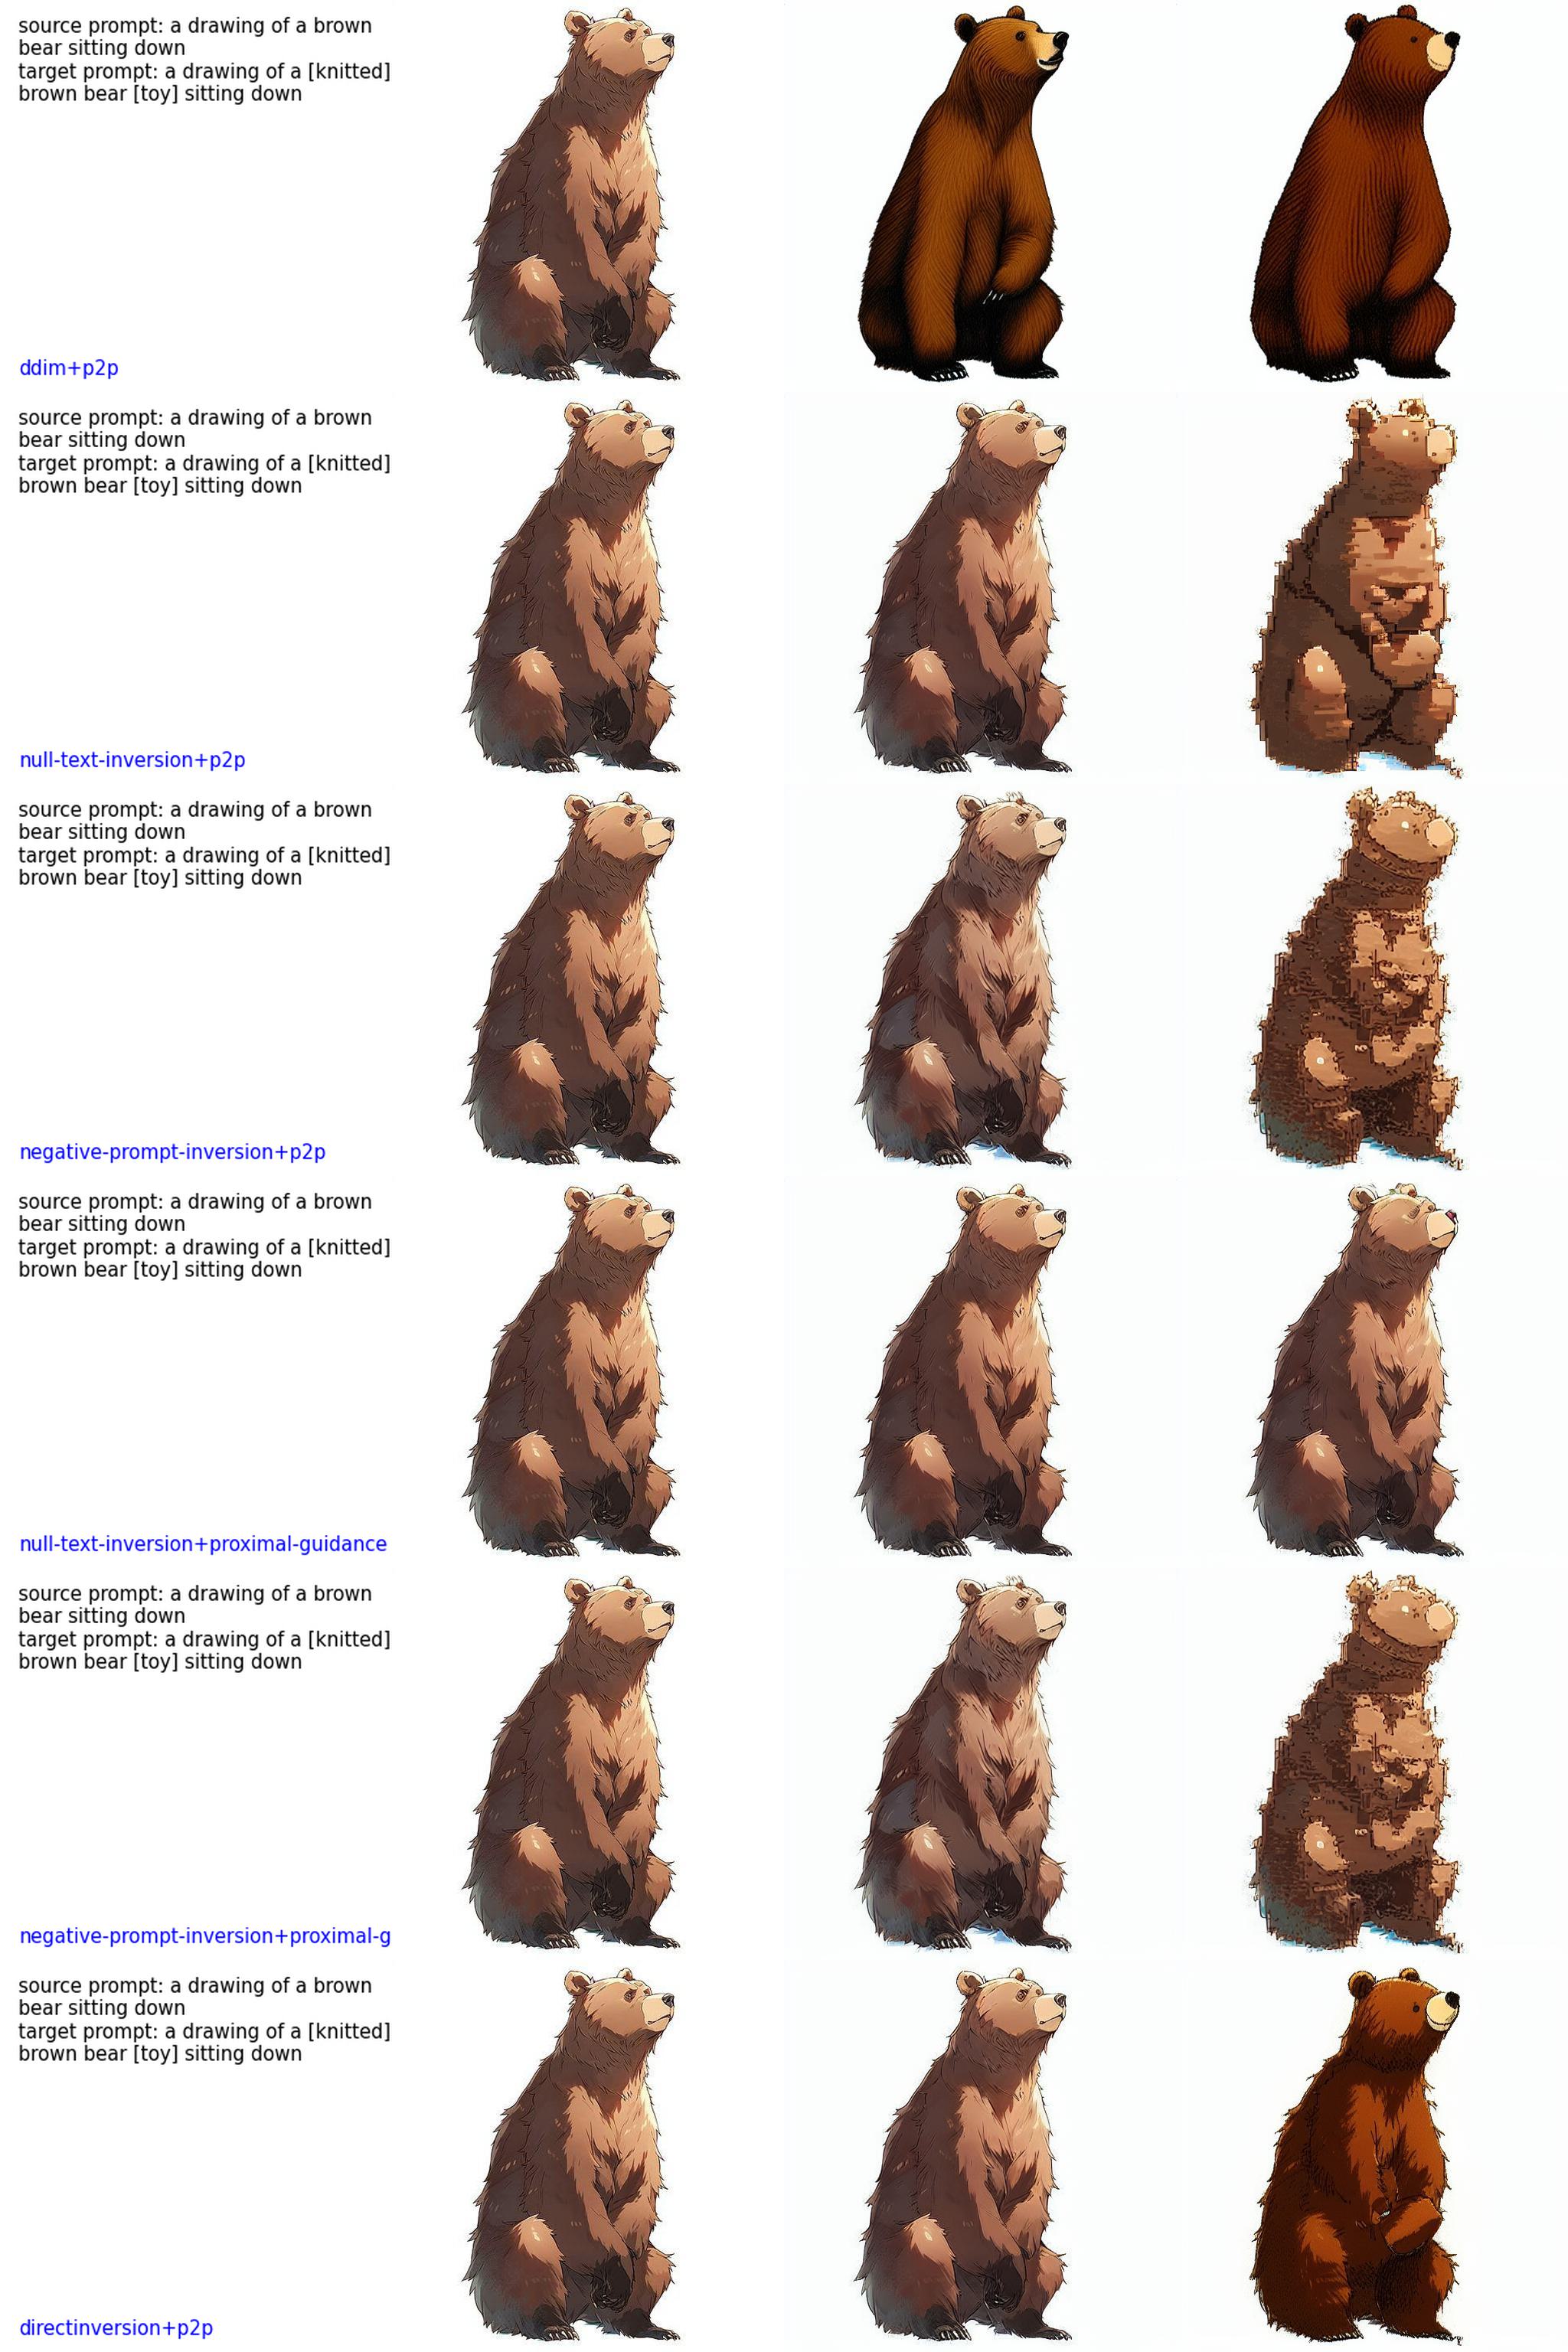 source prompt: a drawing of a brown
bear sitting down
target prompt: a drawing of a [knitted]
brown bear [toy] sitting down
ddim+p2p
source prompt: a drawing of a brown
bear sitting down
target prompt: a drawing of a [knitted]
brown bear [toy] sitting down
null-text-inversion+p2p
source prompt: a drawing of a brown
bear sitting down
target prompt: a drawing of a [knitted]
brown bear [toy] sitting down
negative-prompt-inversion+p2p
source prompt: a drawing of a brown
bear sitting down
target prompt: a drawing of a [knitted]
brown bear [toy] sitting down
null-text-inversion+proximal-guidance
source prompt: a drawing of a brown
bear sitting down
target prompt: a drawing of a [knitted]
brown bear [toy] sitting down
negative-prompt-inversion+proximal-g
source prompt: a drawing of a brown
bear sitting down
target prompt: a drawing of a [knitted]
brown bear [toy] sitting down
directinversion+p2p